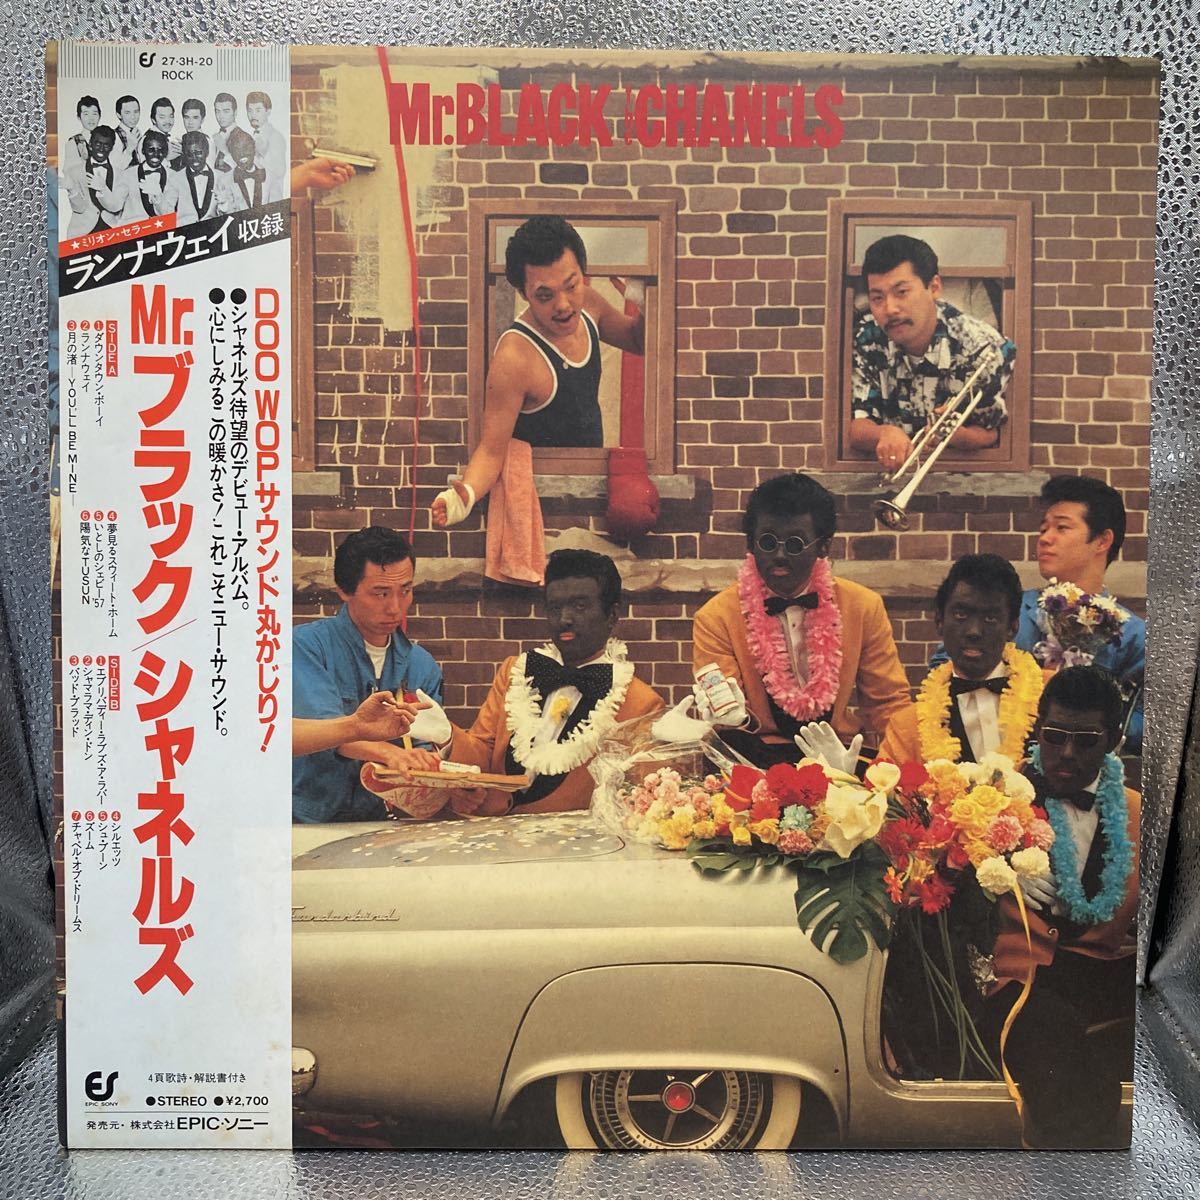 ES 27・3H-20
ROCK
★ミリオン・セラー★
ランナウェイ収録
Mr.ブラック/シャネルズ
DOO WOPサウンド丸かじり!
●シャネルズ待望のデビュー・アルバム。
●心にしみるこの暖かさ!これこそニュー・サウンド。
SIDE A
①ダウンタウン・ボーイ
②ランナウェイ
③月の渚—YOU'LL BE MINE—
④夢見るスウィート・ホーム
⑤いとしのシェビー'57
⑥陽気なTUSUN
SIDE B
①エブリバディー・ラブズ・ア・ラバー
②シャマラマ・ディン・ドン
③バッド・ブラッド
④シルエッツ
⑤シュ・ブーン
⑥ズーム
⑦チャペル・オブ・ドリームス
ES
EPIC SONY
4頁歌詩・解説書付き
●STEREO ●¥2,700
発売元・株式会社EPIC・ソニー
Mr.BLACK CHANELS
Thunderbird
Budweiser